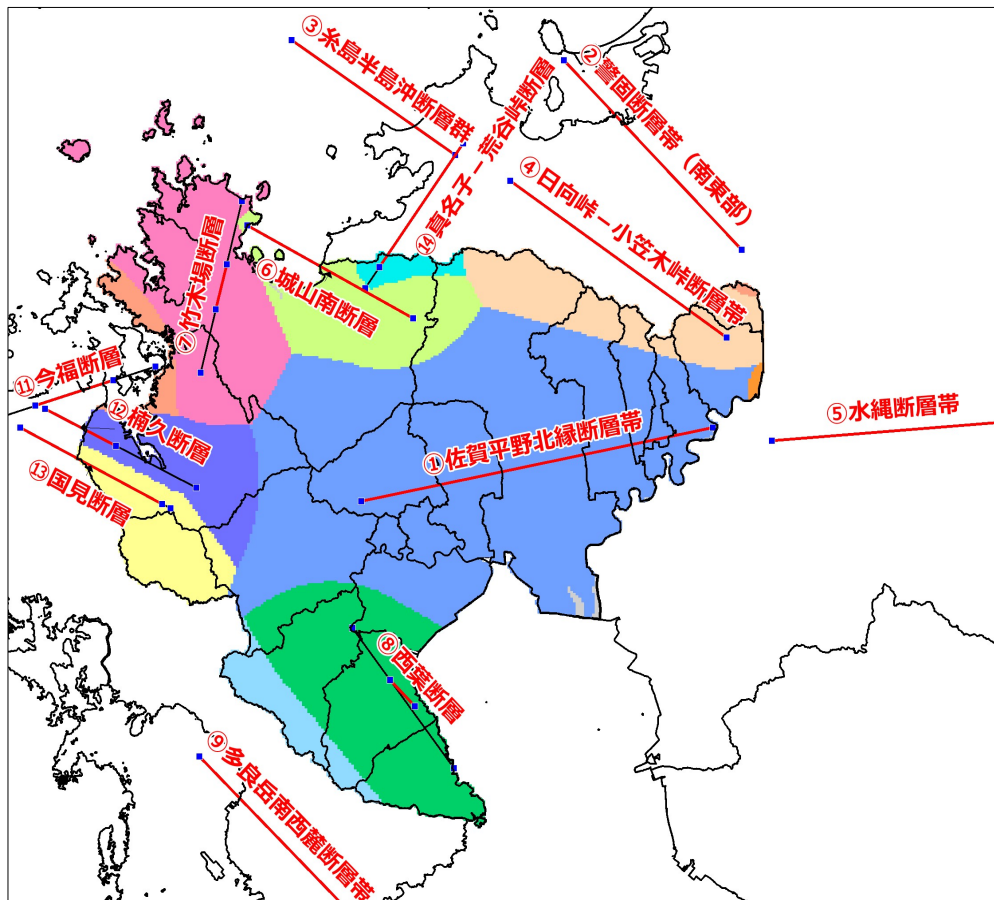 ③糸島半島沖断層群
⑭真名子－荒谷峠断層
②警固断層帯（南東部）
④日向峠－小笠木峠断層帯
⑥城山南断層
⑦竹木場断層
⑪今福断層
⑫楠久断層
⑬国見断層
①佐賀平野北縁断層帯
⑤水縄断層帯
⑧西葉断層
⑨多良岳南西麓断層帯